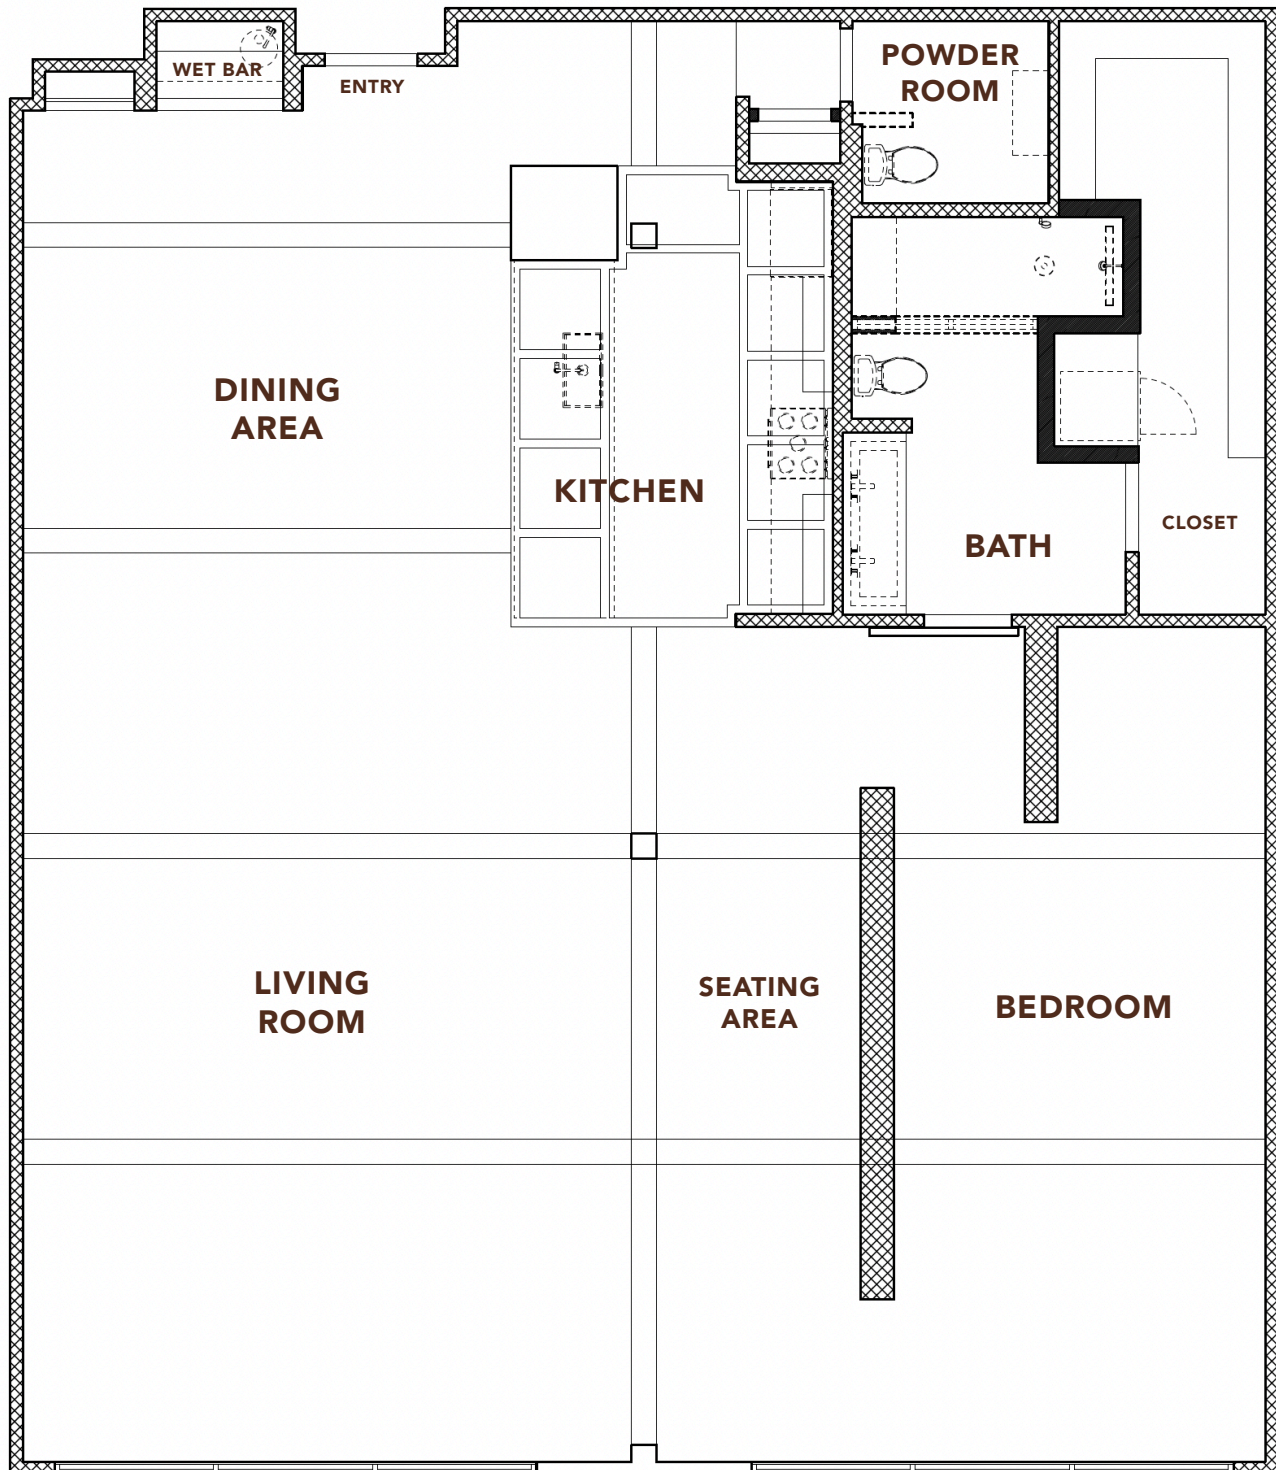 POWDER
ROOM
WET BAR
ENTRY
DINING
AREA
KITCHEN
CLOSET
BATH
LIVING
ROOM
SEATING
AREA
BEDROOM